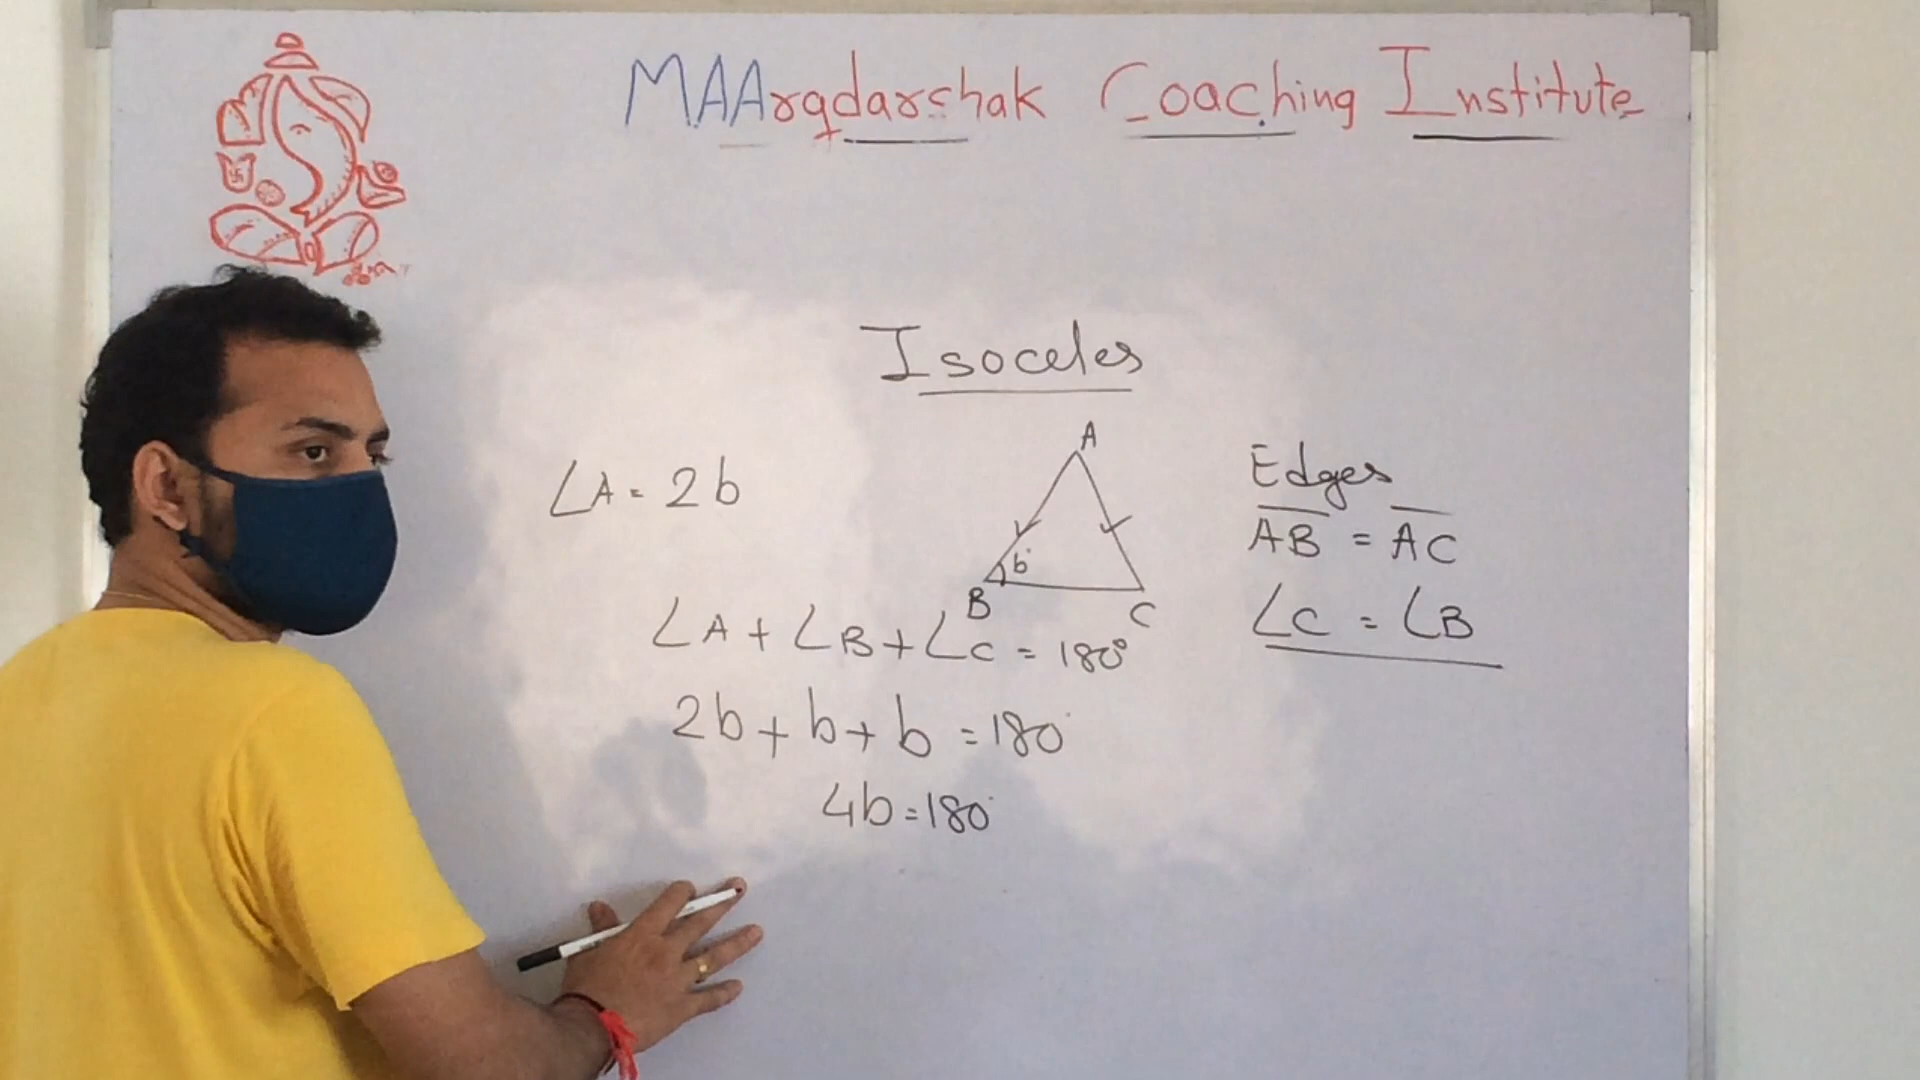 MAArgdarshak Coaching Institute
Isoceles
A
∠A = 2b
b°
B
C
Edges
AB = AC
∠C = ∠B
∠A + ∠B + ∠C = 180°
2b + b + b = 180°
4b = 180°